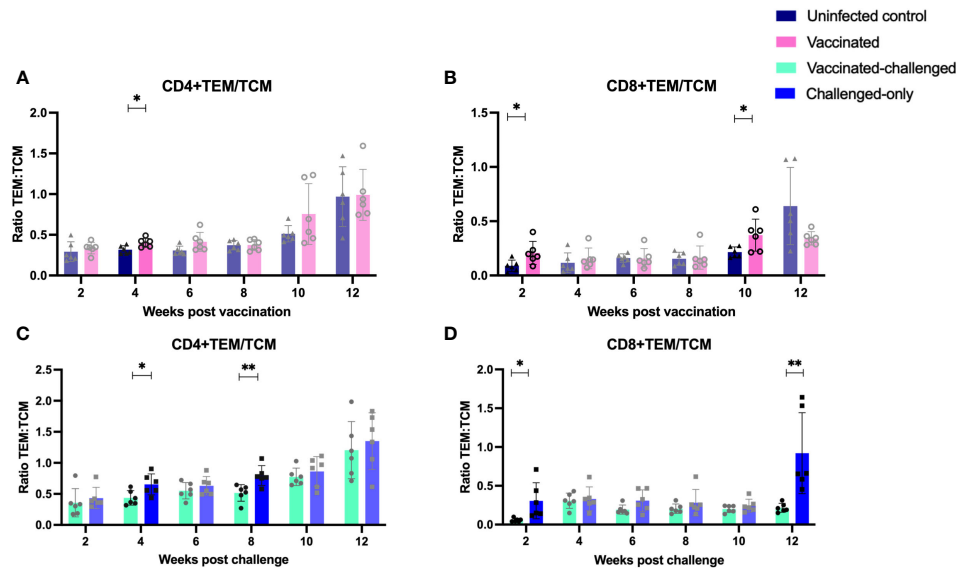 Uninfected control
Vaccinated
Vaccinated-challenged
Challenged-only
A
CD4+TEM/TCM
*
Ratio TEM:TCM
2.0
1.5
1.0
0.5
0.0
2 4 6 8 10 12
Weeks post vaccination
B
CD8+TEM/TCM
* *
Ratio TEM:TCM
1.5
1.0
0.5
0.0
2 4 6 8 10 12
Weeks post vaccination
C
CD4+TEM/TCM
* **
Ratio TEM:TCM
2.5
2.0
1.5
1.0
0.5
0.0
2 4 6 8 10 12
Weeks post challenge
D
CD8+TEM/TCM
* **
Ratio TEM:TCM
2.0
1.5
1.0
0.5
0.0
2 4 6 8 10 12
Weeks post challenge